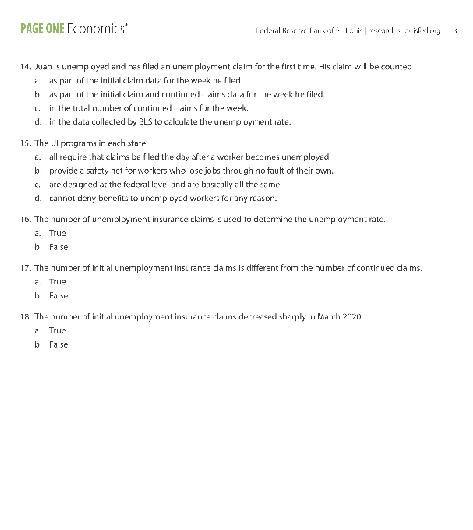 PAGE ONE Economics®
Federal Reserve Bank of St. Louis | research.stlouisfed.org
14. Juan is unemployed and has filed an unemployment claim for the first time. His claim will be counted
a. as part of the initial claim data for the week he filed.
b. as part of the initial claim and continued claims data for the week he filed.
c. in the total number of continued claims for the week.
d. in the data collected by BLS to calculate the unemployment rate.
15. The UI programs in each state
a. all require that claims be filed the day after a worker becomes unemployed.
b. provide a safety net for workers who lose jobs through no fault of their own.
c. are designed at the federal level and are basically all the same.
d. cannot deny benefits to unemployed workers for any reason.
16. The number of unemployment insurance claims is used to determine the unemployment rate.
a. True
b. False
17. The number of initial unemployment insurance claims is different from the number of continued claims.
a. True
b. False
18. The number of initial unemployment insurance claims decreased sharply in March 2020.
a. True
b. False